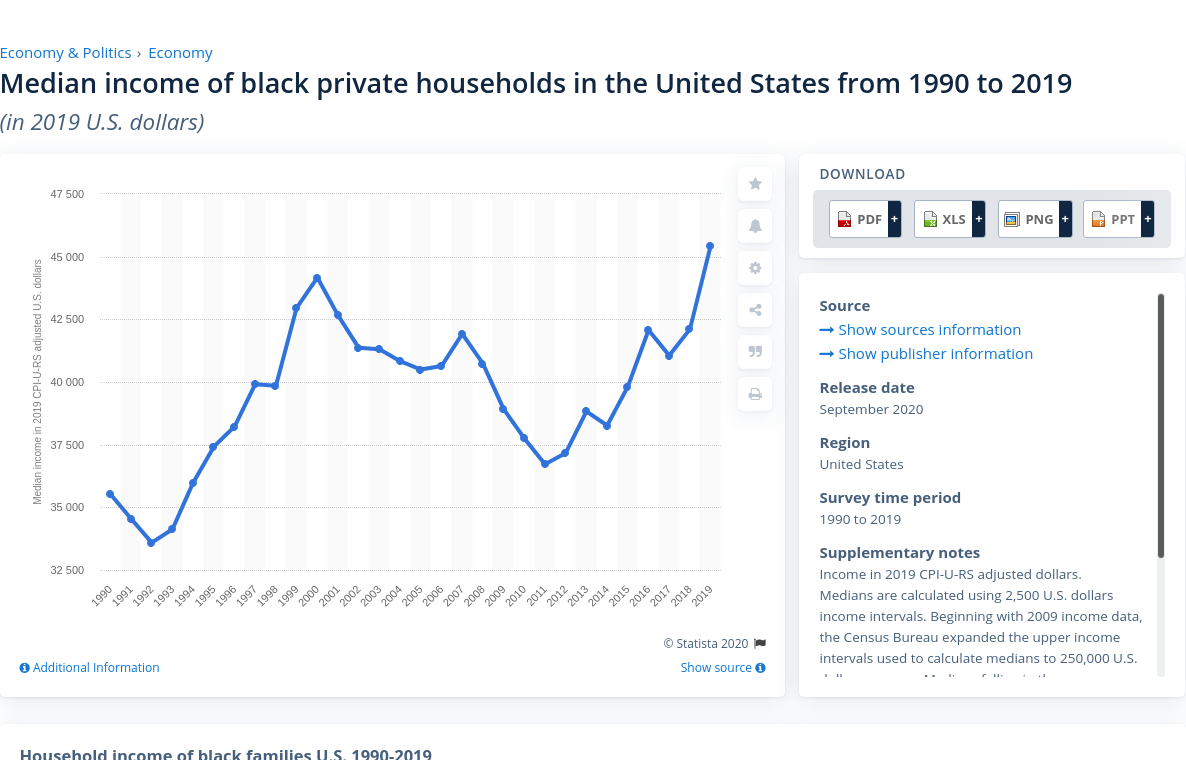 Economy & Politics › Economy
Median income of black private households in the United States from 1990 to 2019
(in 2019 U.S. dollars)
Median income in 2019 CPI-U-RS adjusted U.S. dollars
47 500
45 000
42 500
40 000
37 500
35 000
32 500
1990 1991 1992 1993 1994 1995 1996 1997 1998 1999 2000 2001 2002 2003 2004 2005 2006 2007 2008 2009 2010 2011 2012 2013 2014 2015 2016 2017 2018 2019
© Statista 2020
Additional Information
Show source
DOWNLOAD
PDF + XLS + PNG + PPT +
Source
Show sources information
Show publisher information
Release date
September 2020
Region
United States
Survey time period
1990 to 2019
Supplementary notes
Income in 2019 CPI-U-RS adjusted dollars.
Medians are calculated using 2,500 U.S. dollars
income intervals. Beginning with 2009 income data,
the Census Bureau expanded the upper income
intervals used to calculate medians to 250,000 U.S.
Household income of black families U.S. 1990-2019